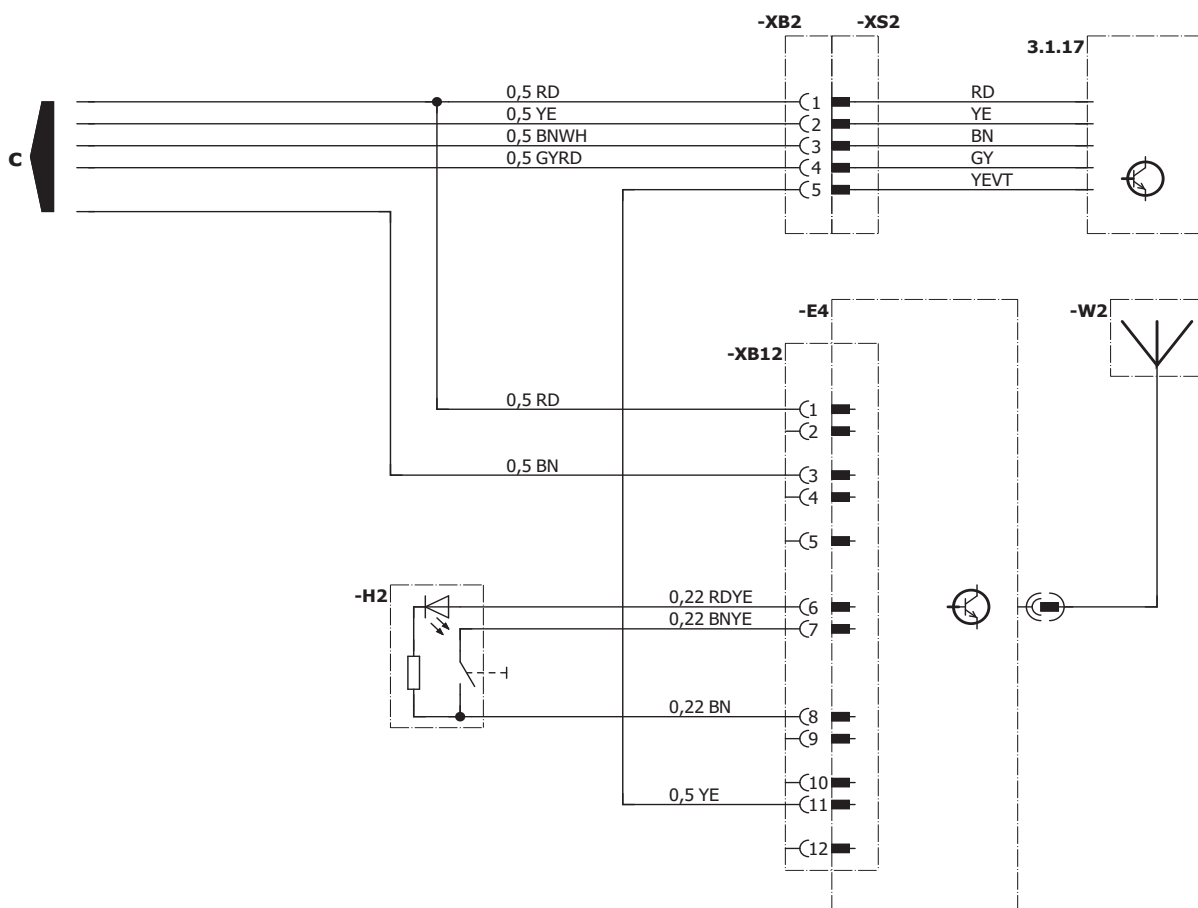 -XB2 -XS2
3.1.17
C
0,5 RD 1 RD
0,5 YE 2 YE
0,5 BNWH 3 BN
0,5 GYRD 4 GY
5 YEVT
-E4 -W2
-XB12
0,5 RD 1
2
0,5 BN 3
4
5
-H2
0,22 RDYE 6
0,22 BNYE 7
0,22 BN 8
9
10
0,5 YE 11
12